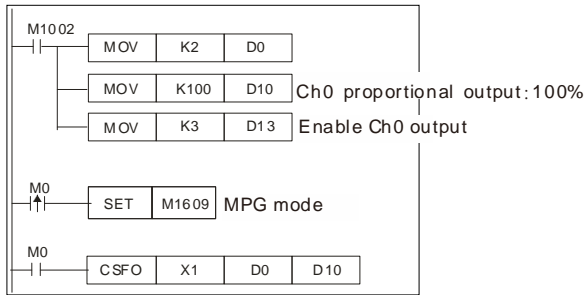 M1002
MOV K2 D0
MOV K100 D10 Ch0 proportional output:100%
MOV K3 D13 Enable Ch0 output
M0
SET M1609 MPG mode
M0
CSFO X1 D0 D10